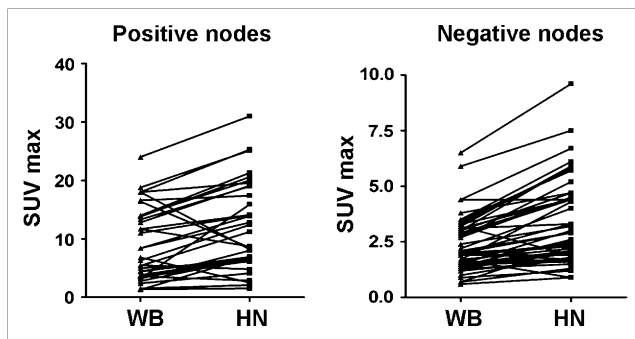 Positive nodes
SUV max
40
30
20
10
0
WB HN
Negative nodes
SUV max
10.0
7.5
5.0
2.5
0.0
WB HN